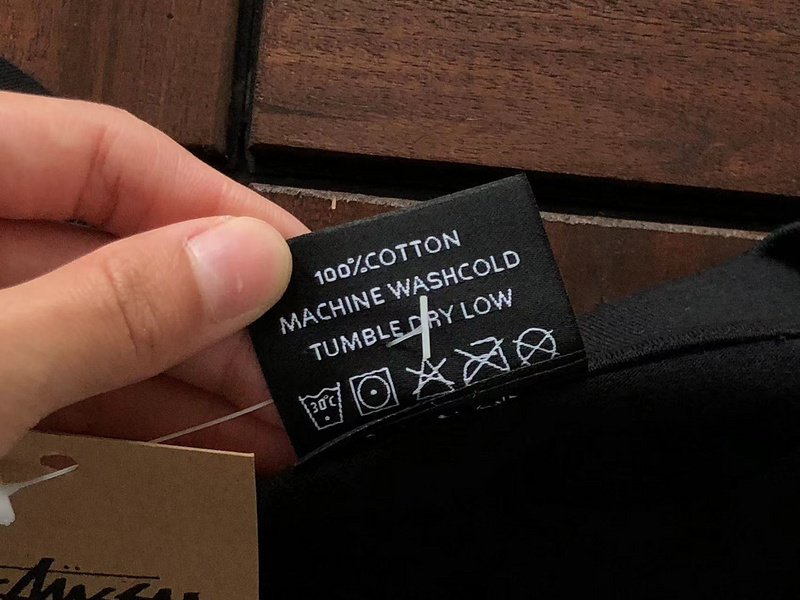 100%COTTON
MACHINE WASHCOLD
TUMBLE DRY LOW
30°C